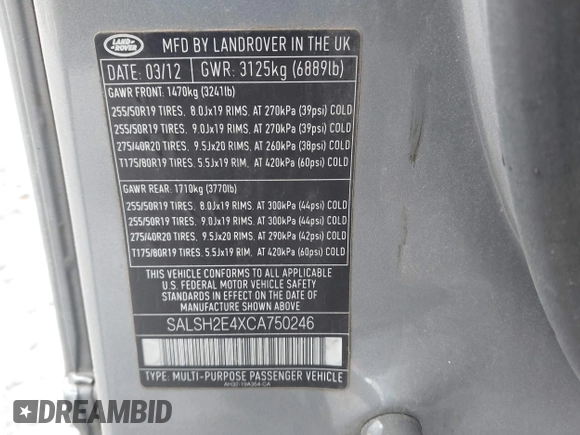 LAND
ROVER
MFD BY LANDROVER IN THE UK
DATE: 03/12 GWR: 3125kg (6889lb)
GAWR FRONT: 1470kg (3241lb)
255/50R19 TIRES. 8.0Jx19 RIMS. AT 270kPa (39psi) COLD
255/50R19 TIRES. 9.0Jx19 RIMS. AT 270kPa (39psi) COLD
275/40R20 TIRES. 9.5Jx20 RIMS. AT 260kPa (38psi) COLD
T175/80R19 TIRES. 5.5Jx19 RIM. AT 420kPa (60psi) COLD
GAWR REAR: 1710kg (3770lb)
255/50R19 TIRES. 8.0Jx19 RIMS. AT 300kPa (44psi) COLD
255/50R19 TIRES. 9.0Jx19 RIMS. AT 300kPa (44psi) COLD
275/40R20 TIRES. 9.5Jx20 RIMS. AT 290kPa (42psi) COLD
T175/80R19 TIRES. 5.5Jx19 RIM. AT 420kPa (60psi) COLD
THIS VEHICLE CONFORMS TO ALL APPLICABLE
U.S. FEDERAL MOTOR VEHICLE SAFETY
STANDARDS IN EFFECT ON THE DATE OF
MANUFACTURE SHOWN ABOVE
SALSH2E4XCA750246
TYPE: MULTI-PURPOSE PASSENGER VEHICLE
AH32-19A354-CA
DREAMBID